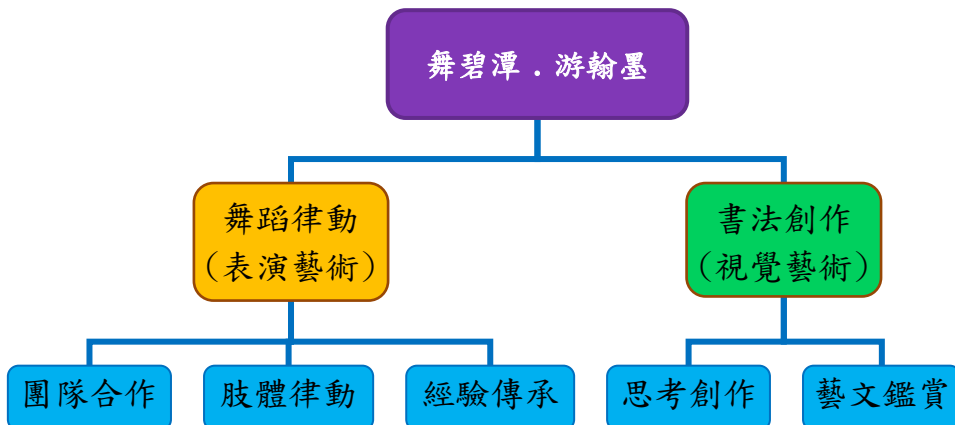 舞碧潭．游翰墨
舞蹈律動
（表演藝術）
書法創作
（視覺藝術）
團隊合作
肢體律動
經驗傳承
思考創作
藝文鑑賞